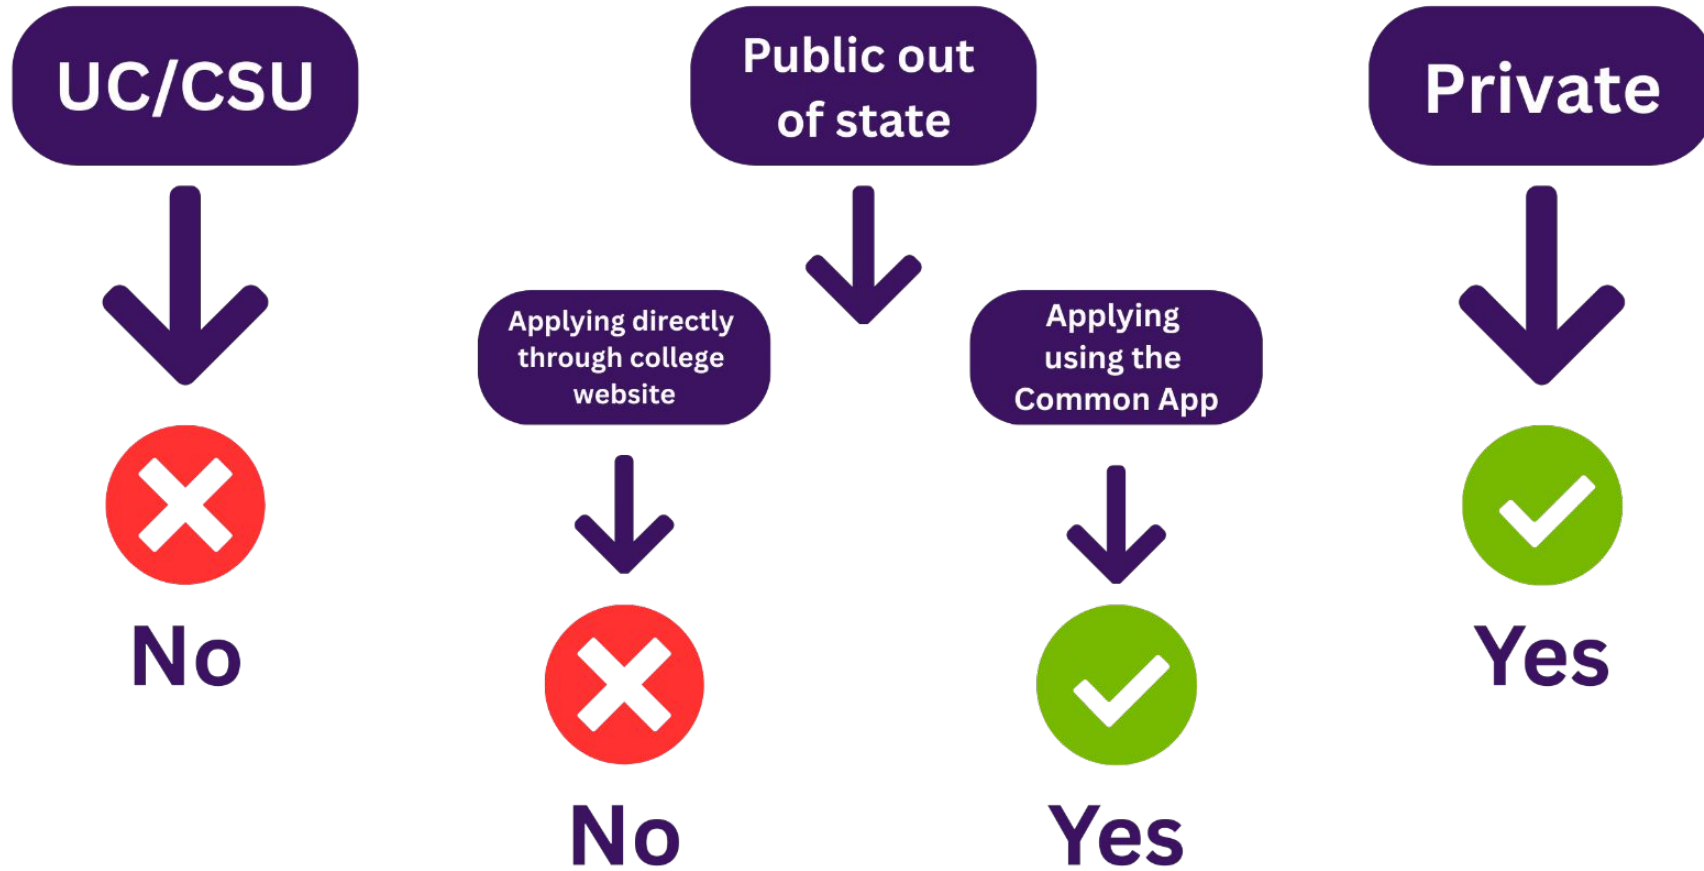 UC/CSU
Public out
of state
Private
Applying directly
through college
website
Applying
using the
Common App
No
Yes
No
Yes